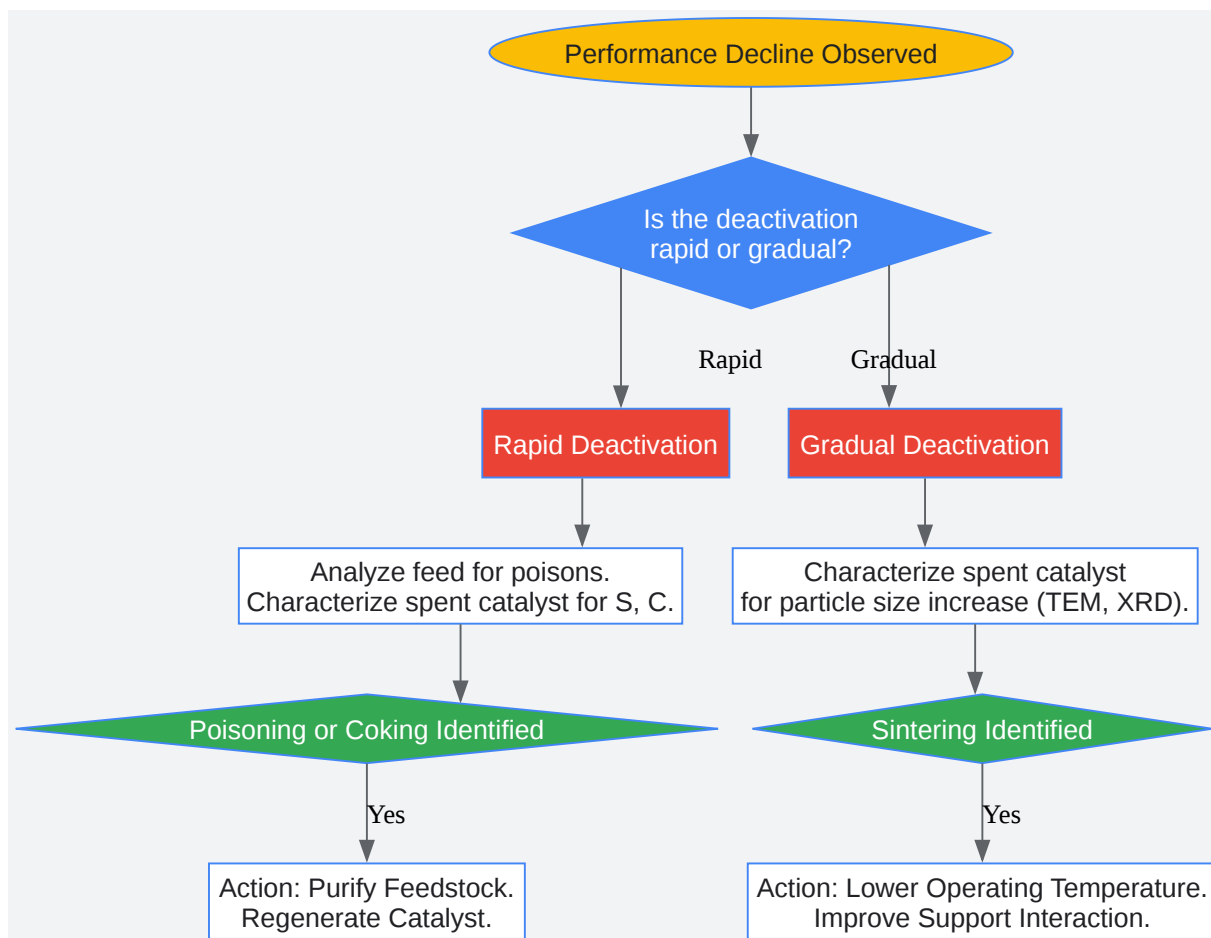 Performance Decline Observed
Is the deactivation
rapid or gradual?
Rapid
Gradual
Rapid Deactivation
Gradual Deactivation
Analyze feed for poisons.
Characterize spent catalyst for S, C.
Characterize spent catalyst
for particle size increase (TEM, XRD).
Poisoning or Coking Identified
Sintering Identified
Yes
Yes
Action: Purify Feedstock.
Regenerate Catalyst.
Action: Lower Operating Temperature.
Improve Support Interaction.